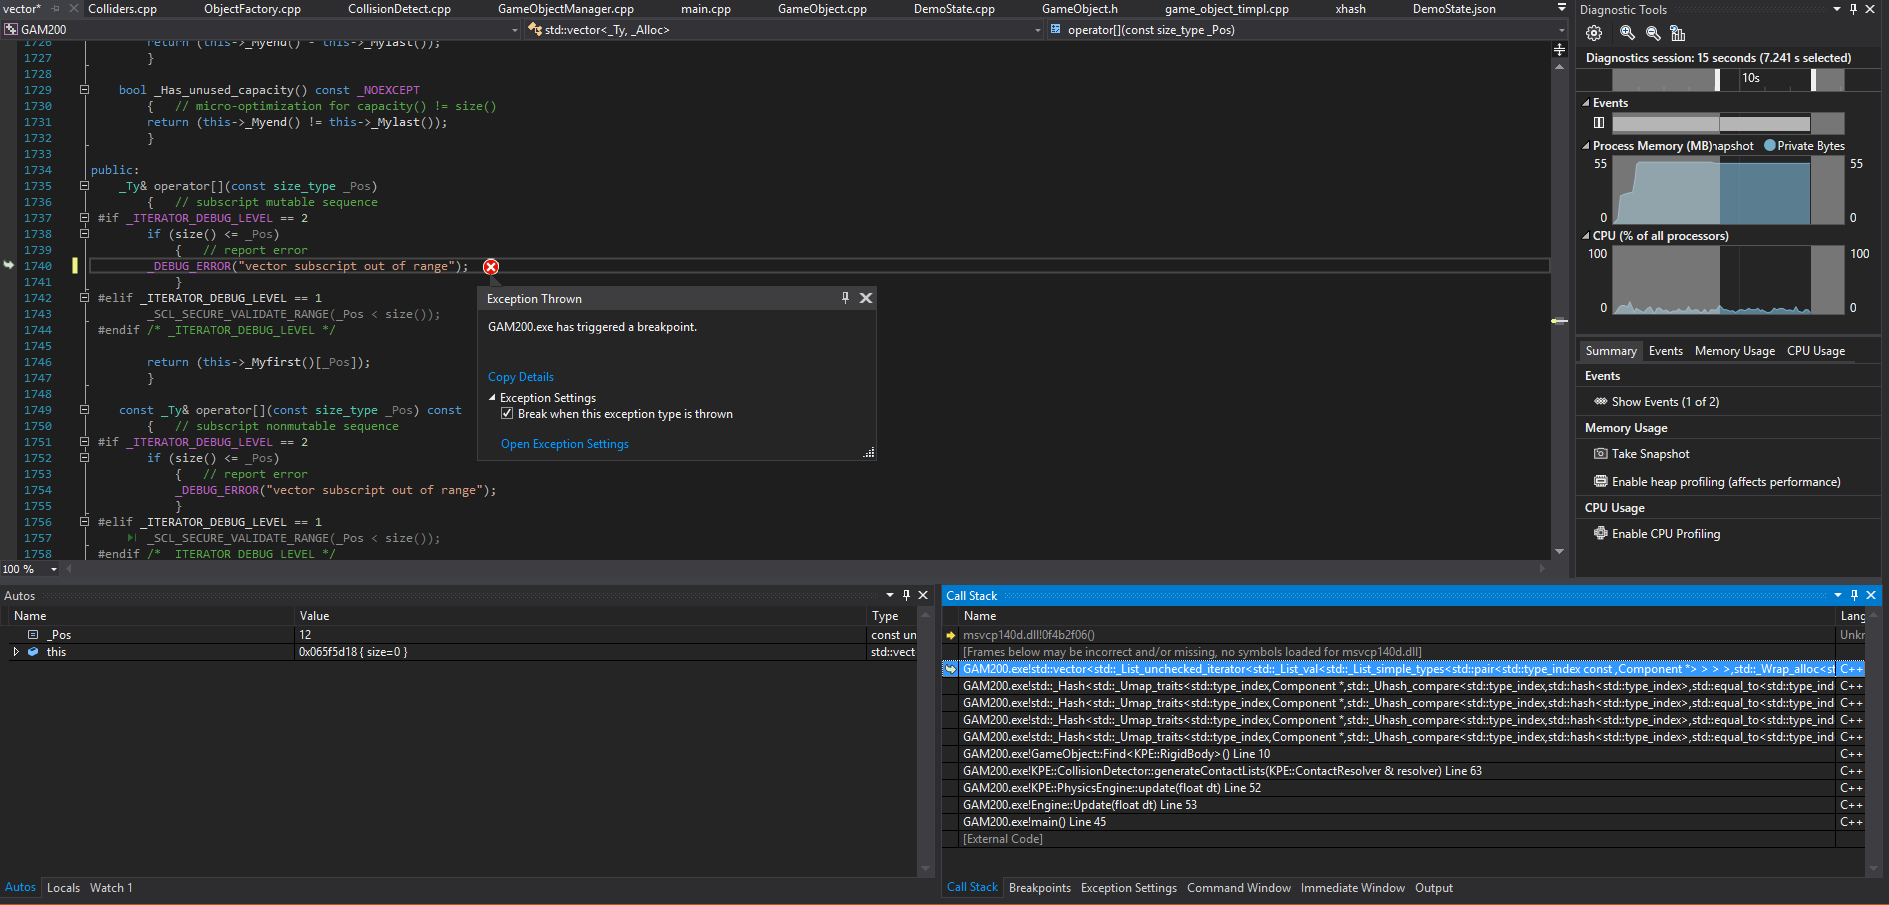 vector*
Colliders.cpp
ObjectFactory.cpp
CollisionDetect.cpp
GameObjectManager.cpp
main.cpp
GameObject.cpp
DemoState.cpp
GameObject.h
game_object_timpl.cpp
xhash
DemoState.json
GAM200
std::vector<_Ty, _Alloc>
operator[](const size_type _Pos)
1726 return (this->_Myend() - this->_Mylast());
1727 }
1728
1729 bool _Has_unused_capacity() const _NOEXCEPT
1730 { // micro-optimization for capacity() != size()
1731 return (this->_Myend() != this->_Mylast());
1732 }
1733
1734 public:
1735 _Ty& operator[](const size_type _Pos)
1736 { // subscript mutable sequence
1737 #if _ITERATOR_DEBUG_LEVEL == 2
1738 if (size() <= _Pos)
1739 { // report error
1740 _DEBUG_ERROR("vector subscript out of range");
1741 }
1742 #elif _ITERATOR_DEBUG_LEVEL == 1
1743 _SCL_SECURE_VALIDATE_RANGE(_Pos < size());
1744 #endif /* _ITERATOR_DEBUG_LEVEL */
1745
1746 return (this->_Myfirst()[_Pos]);
1747 }
1748
1749 const _Ty& operator[](const size_type _Pos) const
1750 { // subscript nonmutable sequence
1751 #if _ITERATOR_DEBUG_LEVEL == 2
1752 if (size() <= _Pos)
1753 { // report error
1754 _DEBUG_ERROR("vector subscript out of range");
1755 }
1756 #elif _ITERATOR_DEBUG_LEVEL == 1
1757 _SCL_SECURE_VALIDATE_RANGE(_Pos < size());
1758 #endif /* _ITERATOR_DEBUG_LEVEL */
100 %
Exception Thrown
GAM200.exe has triggered a breakpoint.
Copy Details
Exception Settings
Break when this exception type is thrown
Open Exception Settings
Diagnostic Tools
Diagnostics session: 15 seconds (7.241 s selected)
10s
Events
Process Memory (MB)
napshot
Private Bytes
55
55
0
0
CPU (% of all processors)
100
100
0
0
Summary
Events
Memory Usage
CPU Usage
Events
Show Events (1 of 2)
Memory Usage
Take Snapshot
Enable heap profiling (affects performance)
CPU Usage
Enable CPU Profiling
Autos
Name
Value
Type
_Pos
12
const un
this
0x065f5d18 { size=0 }
std::vect
Autos
Locals
Watch 1
Call Stack
Name
Lang
msvcp140d.dll!0f4b2f06()
Unkr
[Frames below may be incorrect and/or missing, no symbols loaded for msvcp140d.dll]
GAM200.exe!std::vector<std::_List_unchecked_iterator<std::_List_val<std::_List_simple_types<std::pair<std::type_index const ,Component *> > > >,std::_Wrap_alloc<st
C++
GAM200.exe!std::_Hash<std::_Umap_traits<std::type_index,Component *,std::_Uhash_compare<std::type_index,std::hash<std::type_index>,std::equal_to<std::type_ind
C++
GAM200.exe!std::_Hash<std::_Umap_traits<std::type_index,Component *,std::_Uhash_compare<std::type_index,std::hash<std::type_index>,std::equal_to<std::type_ind
C++
GAM200.exe!std::_Hash<std::_Umap_traits<std::type_index,Component *,std::_Uhash_compare<std::type_index,std::hash<std::type_index>,std::equal_to<std::type_ind
C++
GAM200.exe!std::_Hash<std::_Umap_traits<std::type_index,Component *,std::_Uhash_compare<std::type_index,std::hash<std::type_index>,std::equal_to<std::type_ind
C++
GAM200.exe!GameObject::Find<KPE::RigidBody>() Line 10
C++
GAM200.exe!KPE::CollisionDetector::generateContactLists(KPE::ContactResolver & resolver) Line 63
C++
GAM200.exe!KPE::PhysicsEngine::update(float dt) Line 52
C++
GAM200.exe!Engine::Update(float dt) Line 53
C++
GAM200.exe!main() Line 45
C++
[External Code]
Call Stack
Breakpoints
Exception Settings
Command Window
Immediate Window
Output